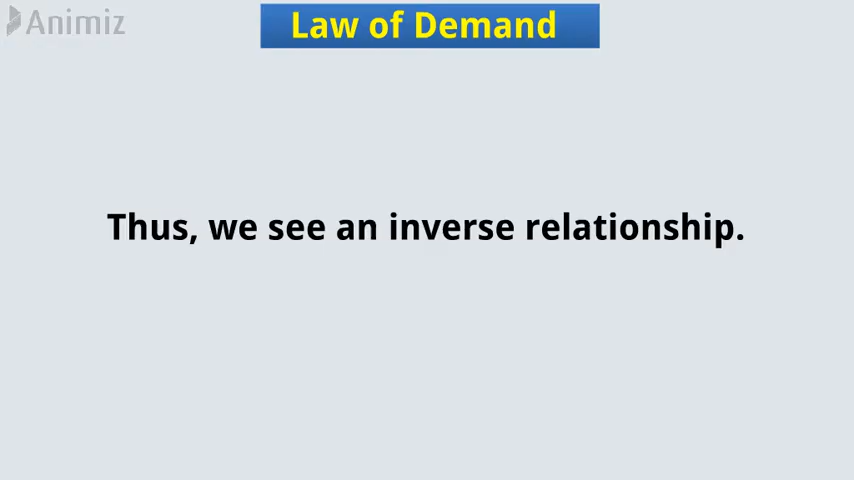 Animiz
Law of Demand
Thus, we see an inverse relationship.